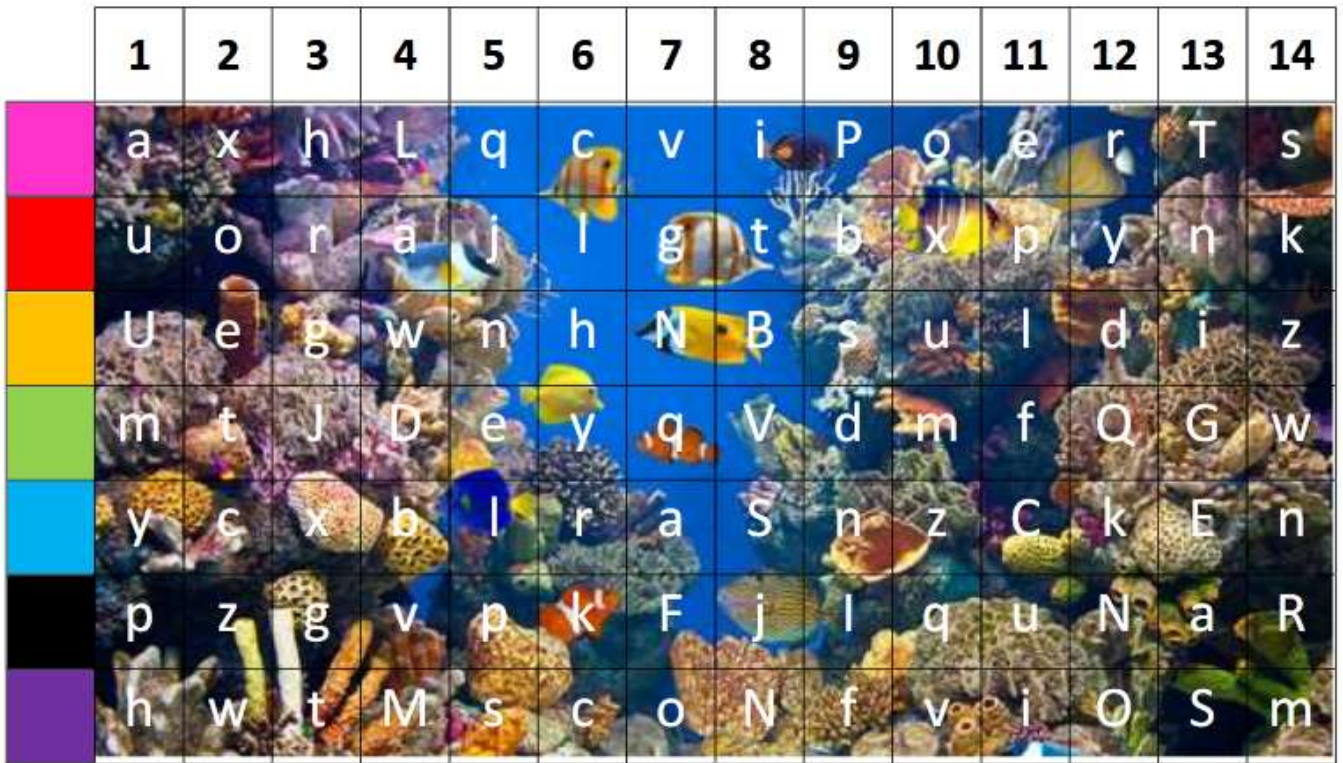 1 2 3 4 5 6 7 8 9 10 11 12 13 14
a x h L q c v i P o e r T s
u o r a j l g t b x p y n k
U e g w n h N B s u l d i z
m t J D e y q V d m f Q G w
y c x b l r a S n z C k E n
p z g v p k F j I q u N a R
h w t M s c o N f v i O S m